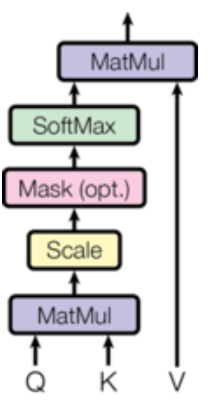 MatMul
SoftMax
Mask (opt.)
Scale
MatMul
Q K V